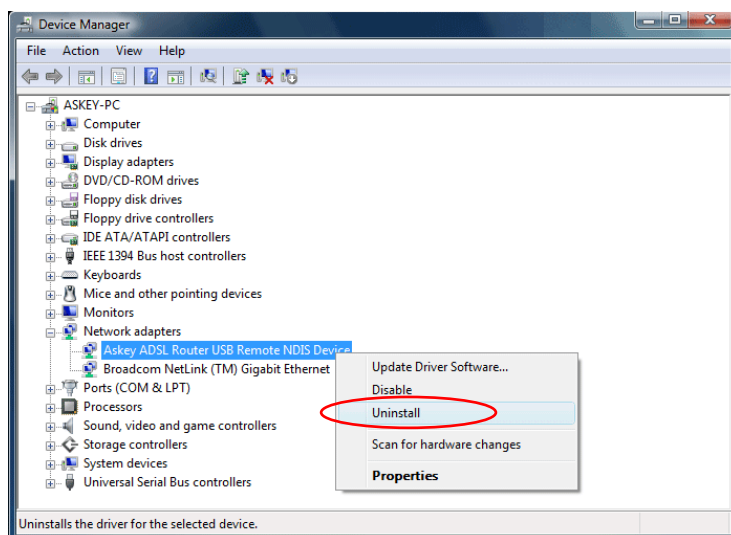 Device Manager
File Action View Help
ASKEY-PC
Computer
Disk drives
Display adapters
DVD/CD-ROM drives
Floppy disk drives
Floppy drive controllers
IDE ATA/ATAPI controllers
IEEE 1394 Bus host controllers
Keyboards
Mice and other pointing devices
Monitors
Network adapters
Askey ADSL Router USB Remote NDIS Device
Broadcom NetLink (TM) Gigabit Ethernet
Ports (COM & LPT)
Processors
Sound, video and game controllers
Storage controllers
System devices
Universal Serial Bus controllers
Update Driver Software...
Disable
Uninstall
Scan for hardware changes
Properties
Uninstalls the driver for the selected device.